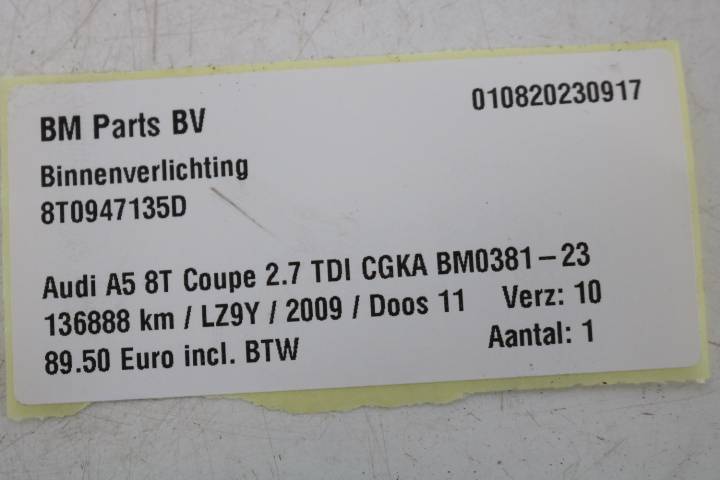 BM Parts BV 010820230917
Binnenverlichting
8T0947135D
Audi A5 8T Coupe 2.7 TDI CGKA BM0381-23
136888 km / LZ9Y / 2009 / Doos 11 Verz: 10
89.50 Euro incl. BTW Aantal: 1